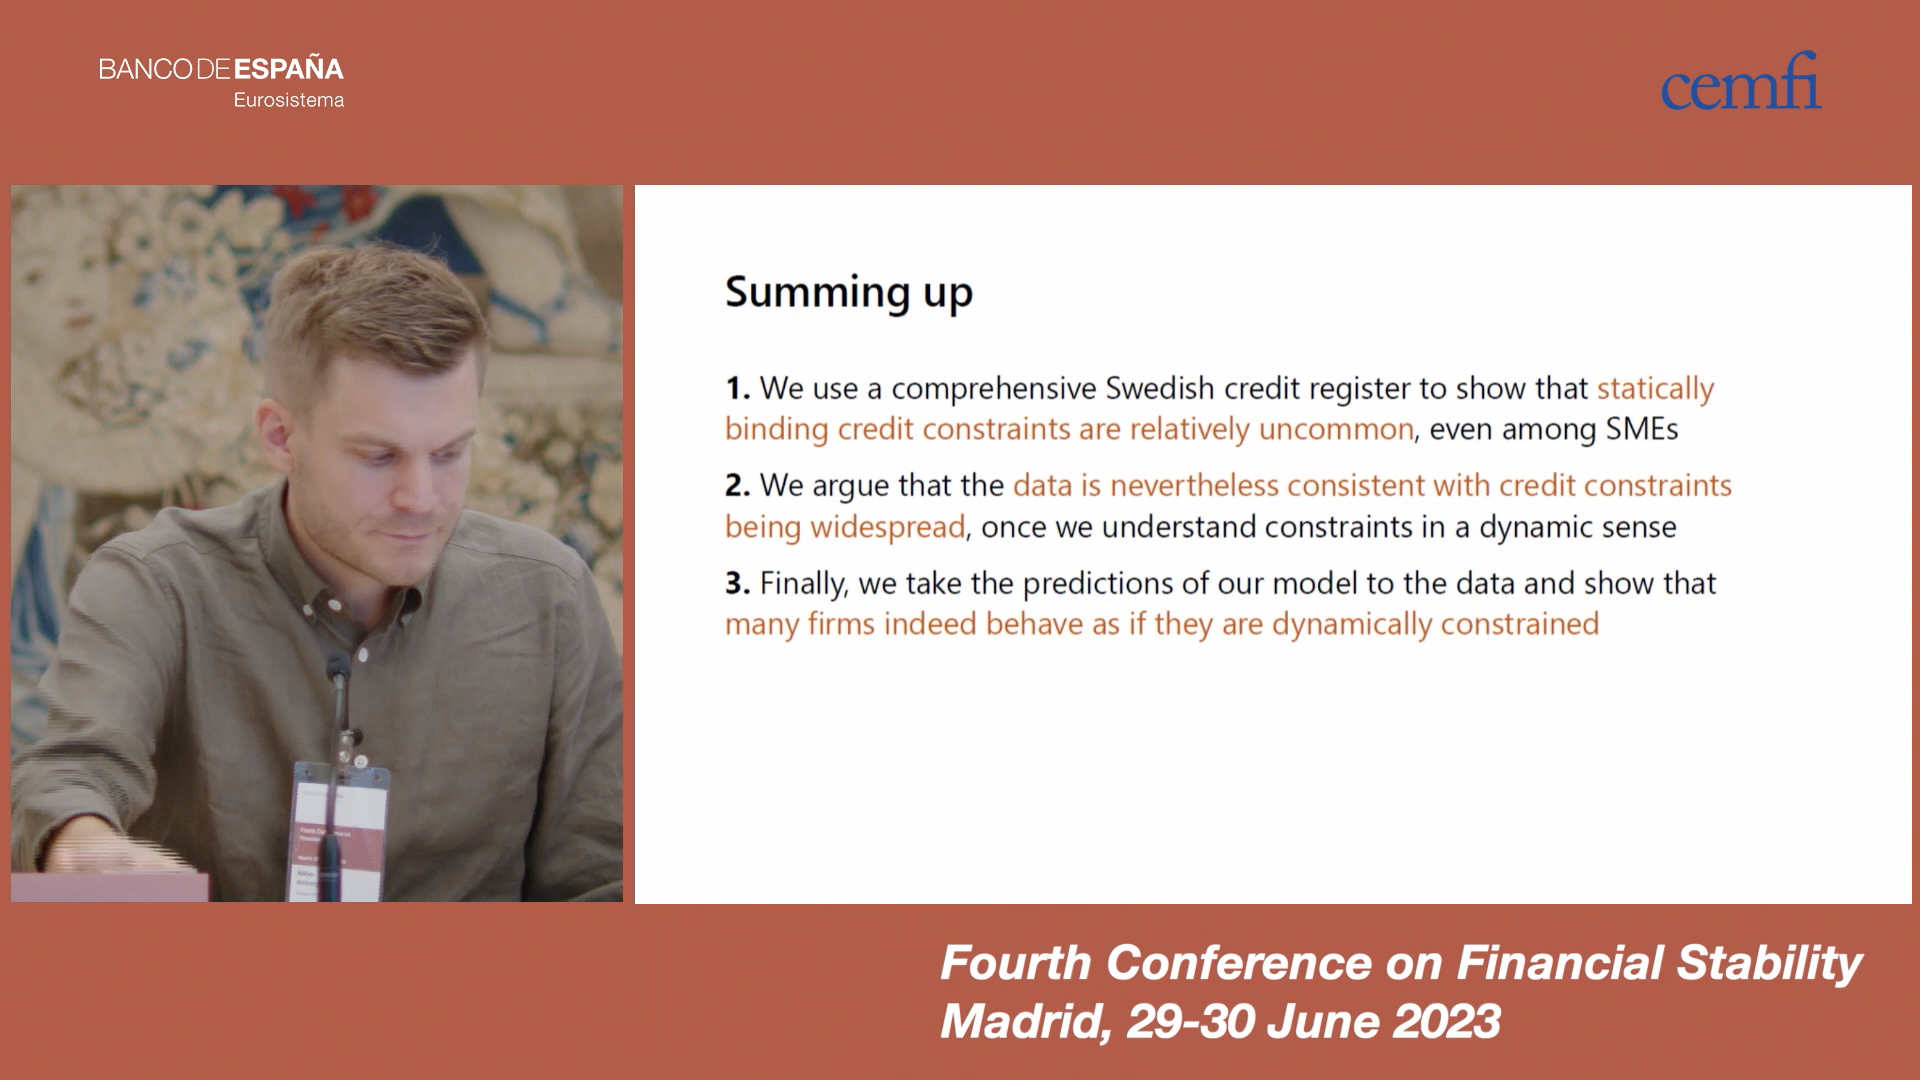 BANCO DE ESPAÑA
Eurosistema
cemfi
Summing up
1. We use a comprehensive Swedish credit register to show that statically
binding credit constraints are relatively uncommon, even among SMEs
2. We argue that the data is nevertheless consistent with credit constraints
being widespread, once we understand constraints in a dynamic sense
3. Finally, we take the predictions of our model to the data and show that
many firms indeed behave as if they are dynamically constrained
Fourth Conference on Financial Stability
Madrid, 29-30 June 2023